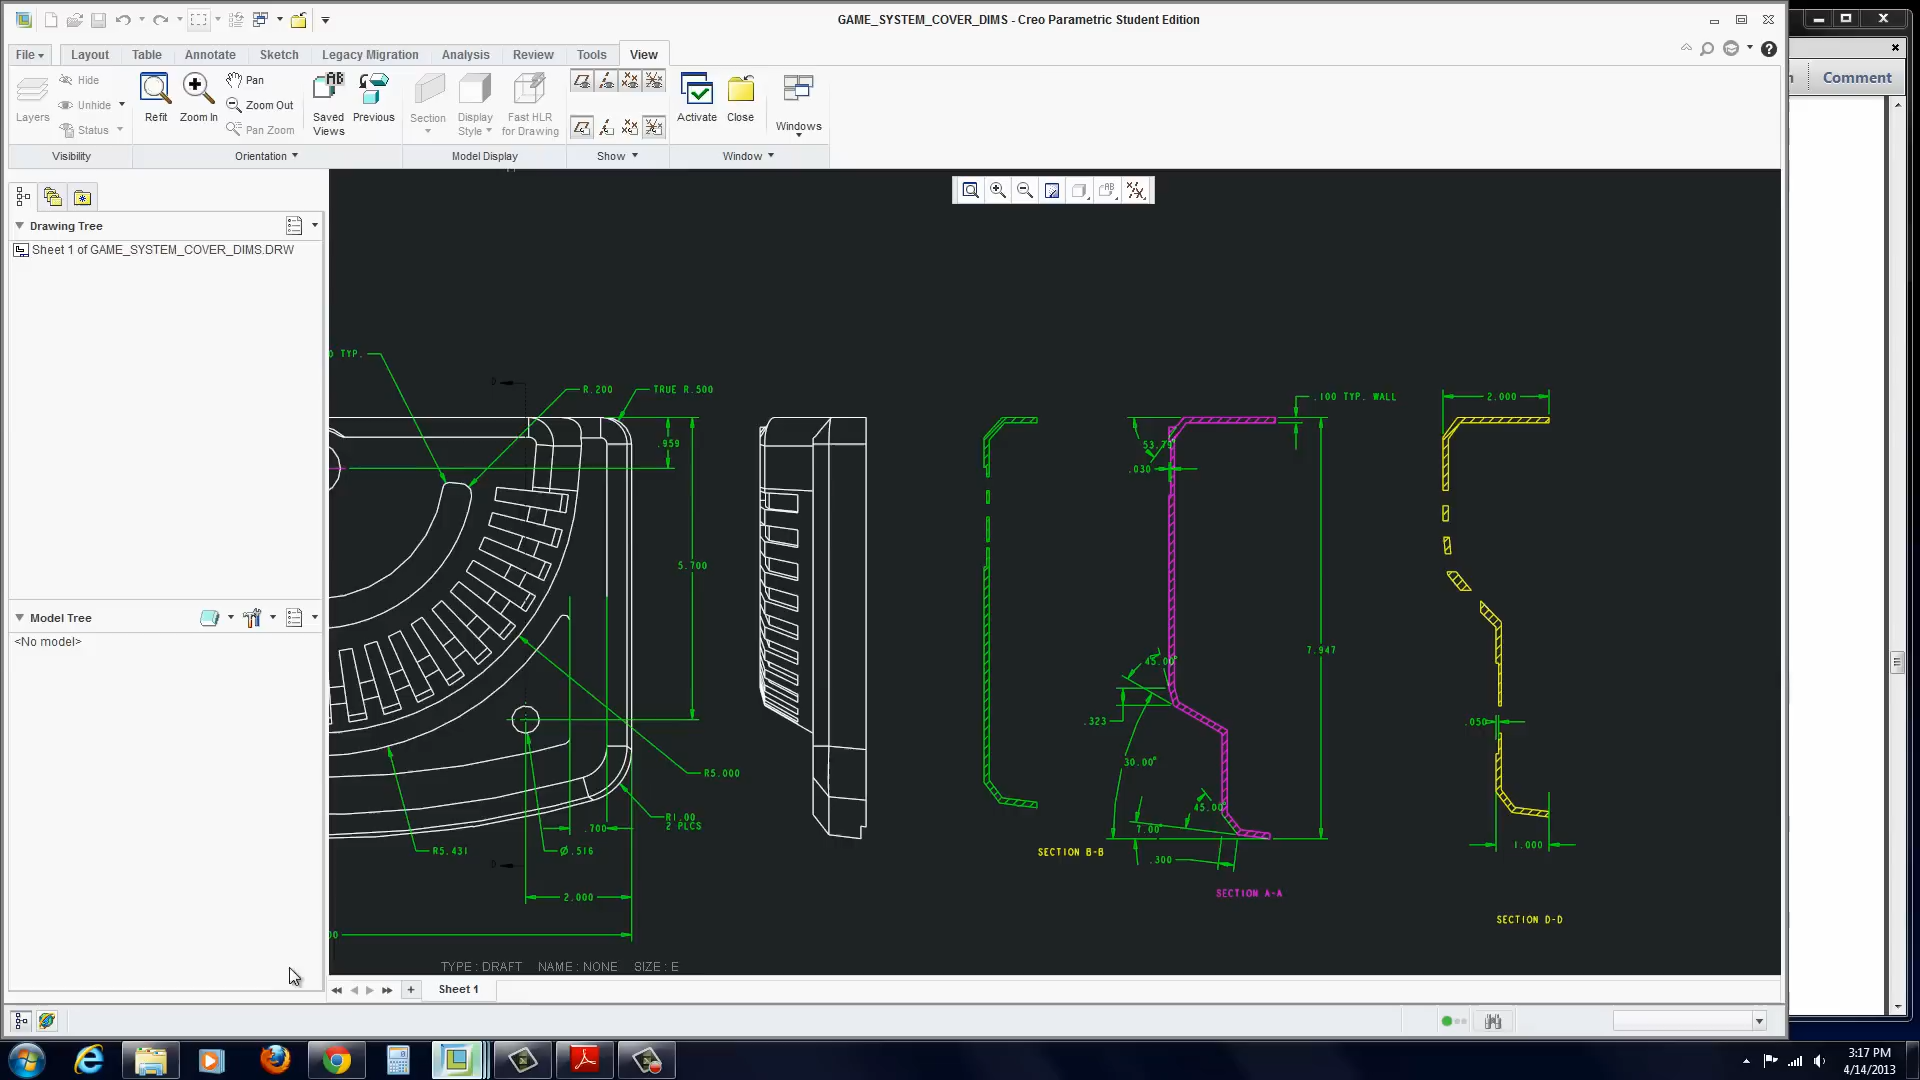 GAME_SYSTEM_COVER_DIMS - Creo Parametric Student Edition
File
Layout
Table
Annotate
Sketch
Legacy Migration
Analysis
Review
Tools
View
Comment
Layers
Hide
Unhide
Status
Refit
Zoom In
Pan
Zoom Out
Pan Zoom
Saved Views
Previous
Section
Display Style
Fast HLR for Drawing
Activate
Close
Windows
Visibility
Orientation
Model Display
Show
Window
Drawing Tree
Sheet 1 of GAME_SYSTEM_COVER_DIMS.DRW
Model Tree
<No model>
TYP.
R.200
TRUE R.500
.959
5.700
R5.000
R1.00
2 PLCS
.700
R5.431
Ø.516
2.000
.100 TYP. WALL
.030
45.00°
.323
30.00°
45.00°
7.00°
.300
7.947
2.000
.050
1.000
SECTION B-B
SECTION A-A
SECTION D-D
TYPE : DRAFT NAME : NONE SIZE : E
Sheet 1
3:17 PM
4/14/2013